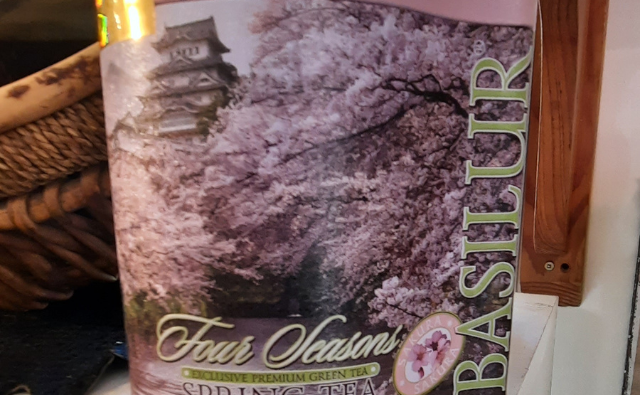 BASILUR®
Four Seasons
EXCLUSIVE PREMIUM GREEN TEA
SPRING TEA